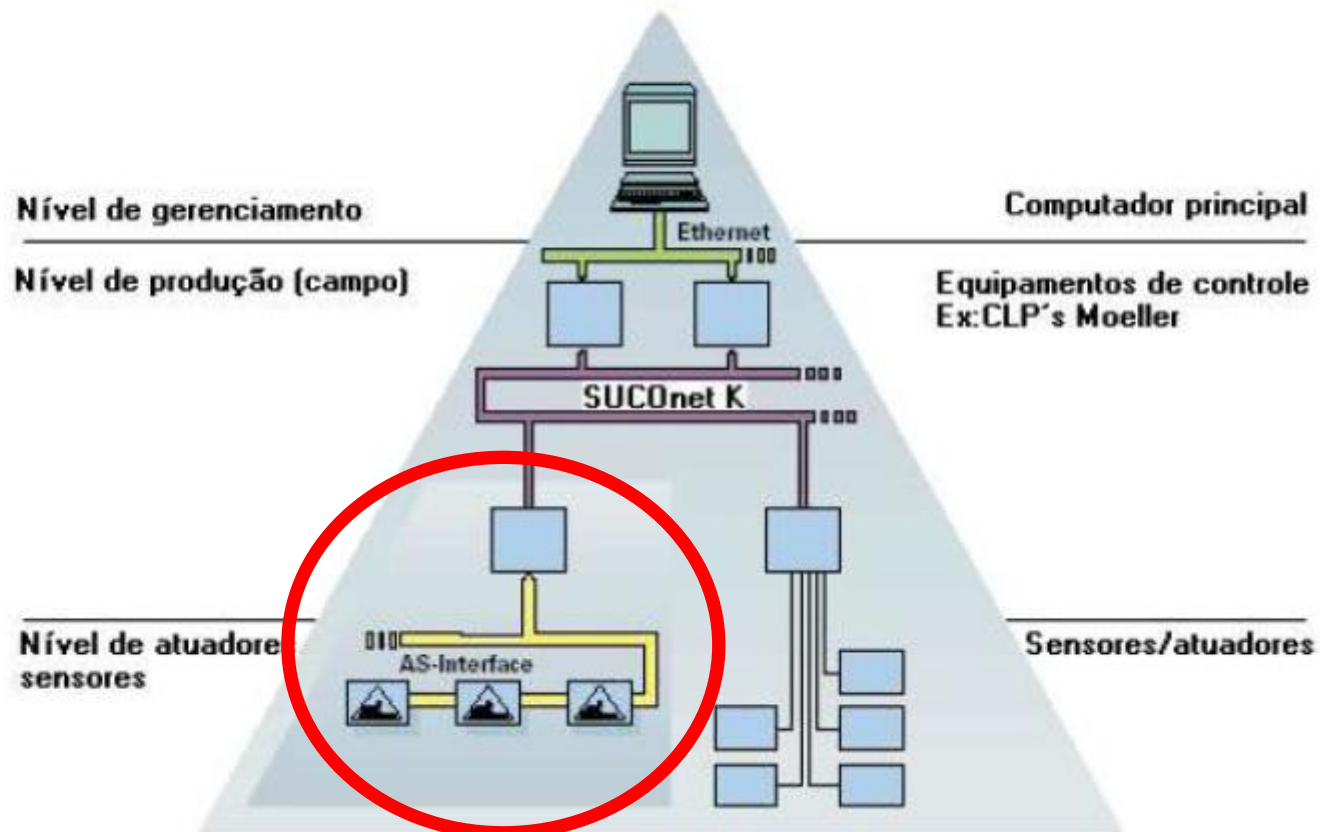 Nível de gerenciamento
Computador principal
Ethernet
Nível de produção (campo)
Equipamentos de controle
Ex:CLP´s Moeller
SUCOnet K
Nível de atuadores
sensores
AS-Interface
Sensores/atuadores